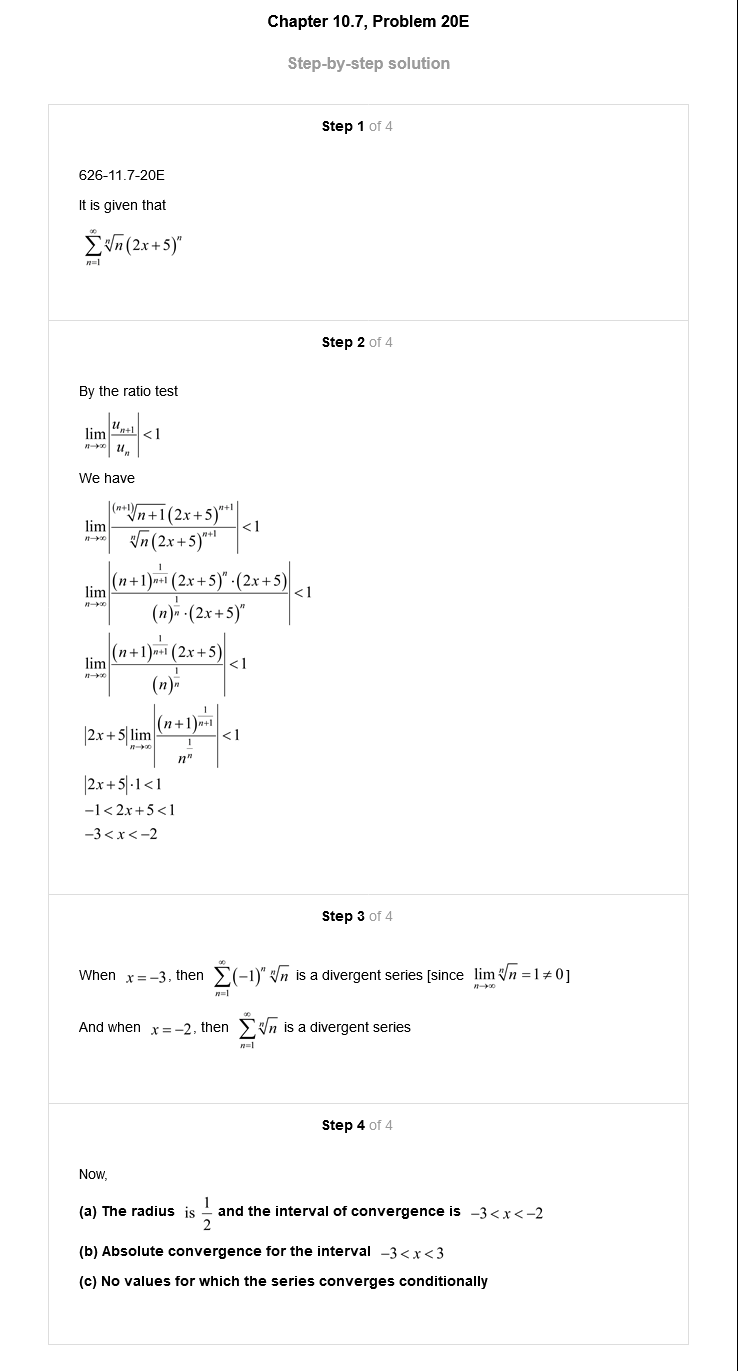 Chapter 10.7, Problem 20E
Step-by-step solution
Step 1 of 4
626-11.7-20E
It is given that
$\sum_{n=1}^{\infty} \sqrt[n]{n}(2x+5)^n$
Step 2 of 4
By the ratio test
$\lim_{n\to\infty} \left|\frac{u_{n+1}}{u_n}\right| < 1$
We have
$\lim_{n\to\infty} \left|\frac{\sqrt[(n+1)]{n+1}(2x+5)^{n+1}}{\sqrt[n]{n}(2x+5)^{n+1}}\right| < 1$
$\lim_{n\to\infty} \left|\frac{(n+1)^{\frac{1}{n+1}}(2x+5)^n \cdot (2x+5)}{(n)^{\frac{1}{n}} \cdot (2x+5)^n}\right| < 1$
$\lim_{n\to\infty} \left|\frac{(n+1)^{\frac{1}{n+1}}(2x+5)}{(n)^{\frac{1}{n}}}\right| < 1$
$|2x+5| \lim_{n\to\infty} \left|\frac{(n+1)^{\frac{1}{n+1}}}{n^{\frac{1}{n}}}\right| < 1$
$|2x+5| \cdot 1 < 1$
$-1 < 2x+5 < 1$
$-3 < x < -2$
Step 3 of 4
When $x = -3$, then $\sum_{n=1}^{\infty} (-1)^n \sqrt[n]{n}$ is a divergent series [since $\lim_{n\to\infty} \sqrt[n]{n} = 1 \neq 0$]
And when $x = -2$, then $\sum_{n=1}^{\infty} \sqrt[n]{n}$ is a divergent series
Step 4 of 4
Now,
(a) The radius is $\frac{1}{2}$ and the interval of convergence is $-3 < x < -2$
(b) Absolute convergence for the interval $-3 < x < 3$
(c) No values for which the series converges conditionally